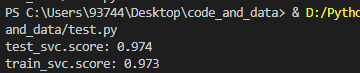 PS C:\Users\93744\Desktop\code_and_data> & D:/Pytho
and_data/test.py
test_svc.score: 0.974
train_svc.score: 0.973